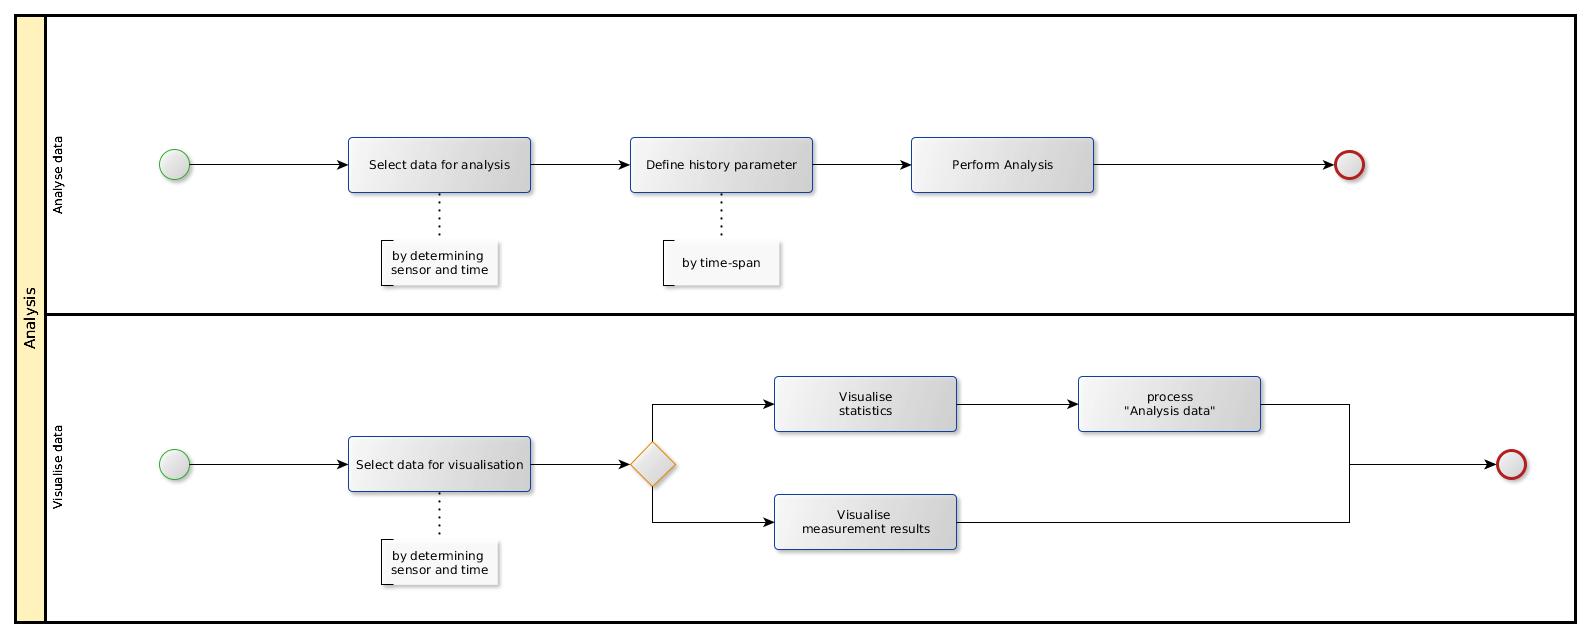 Analysis
Analyse data
Select data for analysis
Define history parameter
Perform Analysis
by determining
sensor and time
by time-span
Visualise data
Select data for visualisation
by determining
sensor and time
Visualise
statistics
process
"Analysis data"
Visualise
measurement results